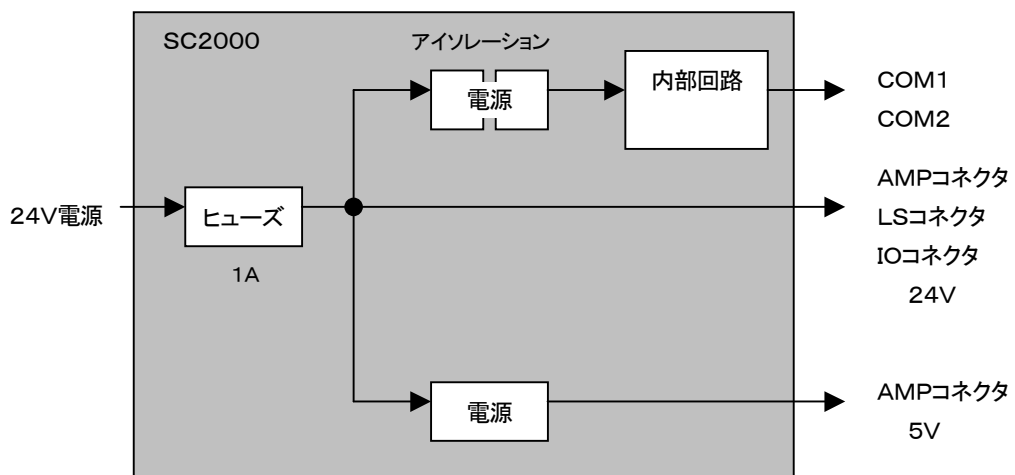 SC2000
アイソレーション
電源
内部回路
COM1
COM2
24V電源
ヒューズ
1A
AMPコネクタ
LSコネクタ
IOコネクタ
24V
電源
AMPコネクタ
5V